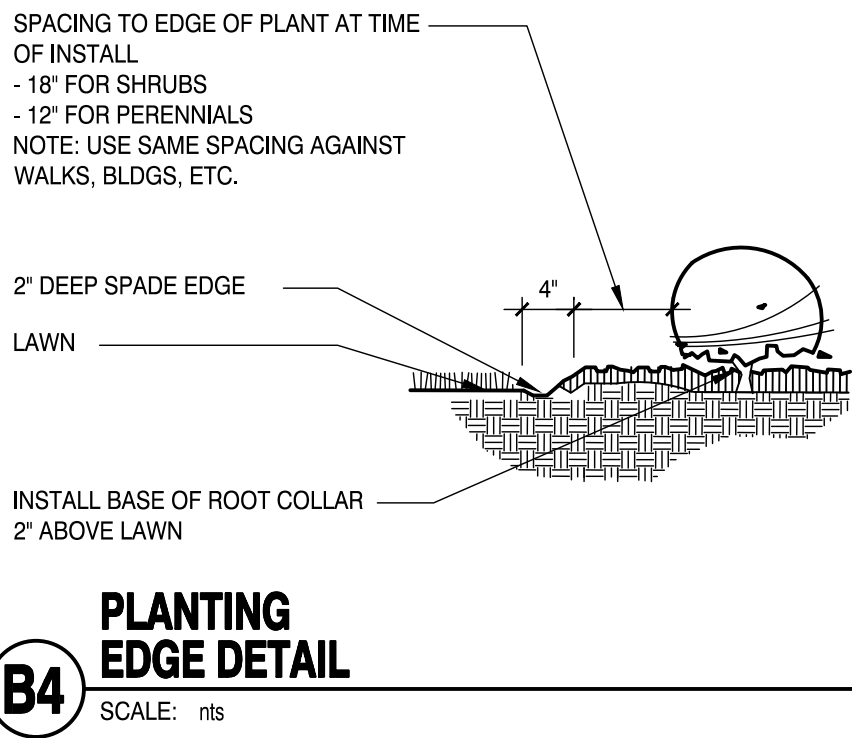 SPACING TO EDGE OF PLANT AT TIME
OF INSTALL
- 18" FOR SHRUBS
- 12" FOR PERENNIALS
NOTE: USE SAME SPACING AGAINST
WALKS, BLDGS, ETC.
2" DEEP SPADE EDGE
4"
LAWN
INSTALL BASE OF ROOT COLLAR
2" ABOVE LAWN
PLANTING
EDGE DETAIL
B4
SCALE: nts